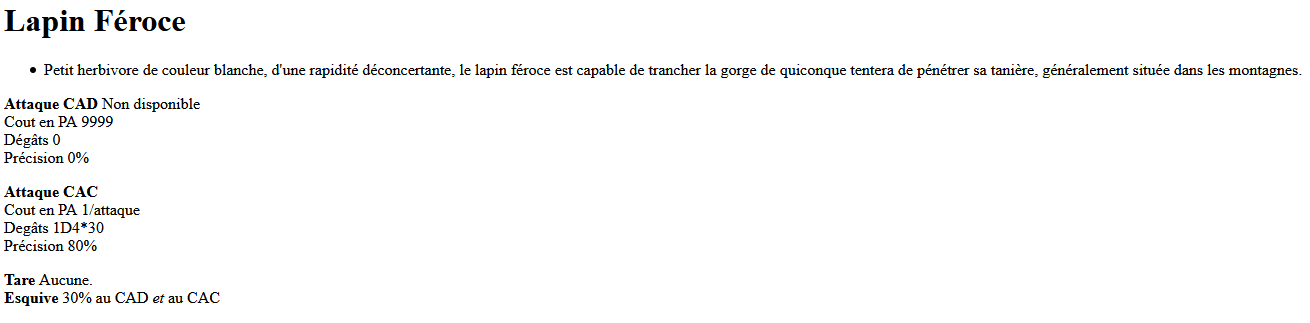 Lapin Féroce
• Petit herbivore de couleur blanche, d'une rapidité déconcertante, le lapin féroce est capable de trancher la gorge de quiconque tentera de pénétrer sa tanière, généralement située dans les montagnes.
Attaque CAD Non disponible
Cout en PA 9999
Dégâts 0
Précision 0%
Attaque CAC
Cout en PA 1/attaque
Degâts 1D4*30
Précision 80%
Tare Aucune.
Esquive 30% au CAD et au CAC